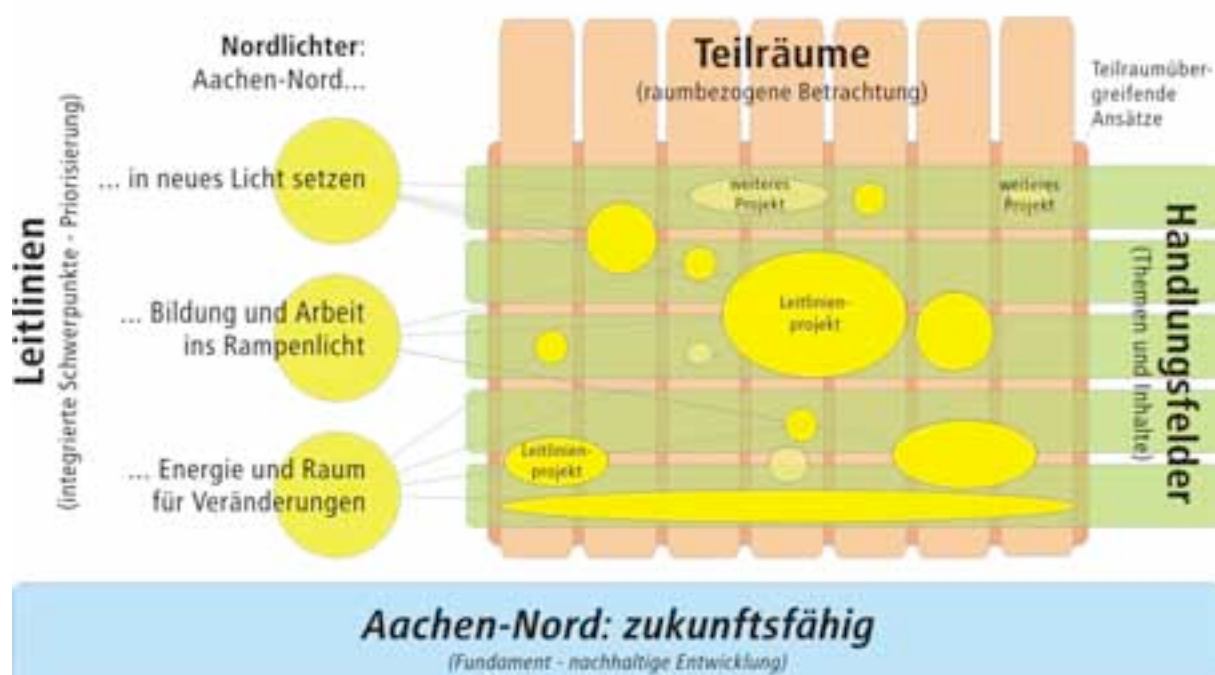 Leitlinien
(integrierte Schwerpunkte - Priorisierung)
Nordlichter:
Aachen-Nord...
... in neues Licht setzen
... Bildung und Arbeit
ins Rampenlicht
... Energie und Raum
für Veränderungen
Teilräume
(raumbezogene Betrachtung)
Teilraumüber-
greifende
Ansätze
weiteres
Projekt
weiteres
Projekt
Leitlinien-
projekt
Leitlinien-
projekt
Handlungsfelder
(Themen und Inhalte)
Aachen-Nord: zukunftsfähig
(Fundament - nachhaltige Entwicklung)